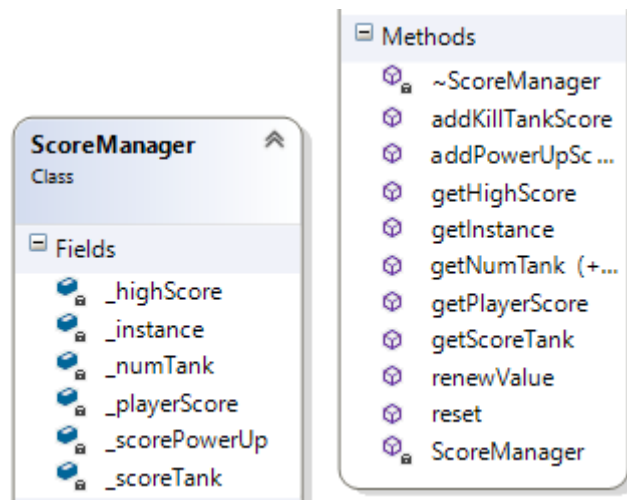 ScoreManager
Class
Fields
_highScore
_instance
_numTank
_playerScore
_scorePowerUp
_scoreTank
Methods
~ScoreManager
addKillTankScore
addPowerUpSc ...
getHighScore
getInstance
getNumTank (+...
getPlayerScore
getScoreTank
renewValue
reset
ScoreManager